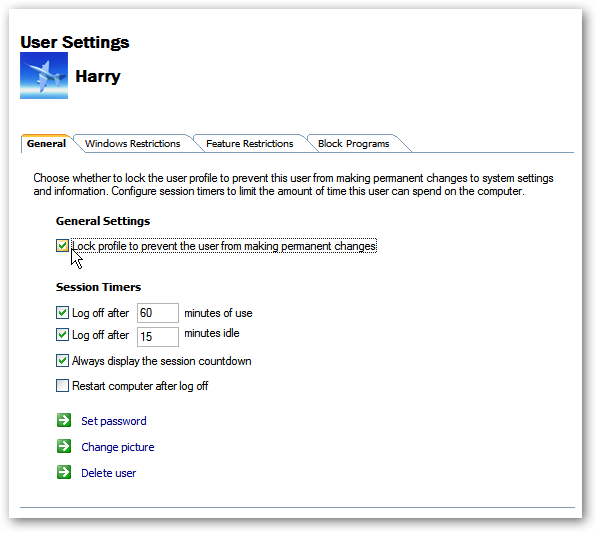 User Settings
Harry
General Windows Restrictions Feature Restrictions Block Programs
Choose whether to lock the user profile to prevent this user from making permanent changes to system settings
and information. Configure session timers to limit the amount of time this user can spend on the computer.
General Settings
Lock profile to prevent the user from making permanent changes
Session Timers
Log off after 60 minutes of use
Log off after 15 minutes idle
Always display the session countdown
Restart computer after log off
Set password
Change picture
Delete user